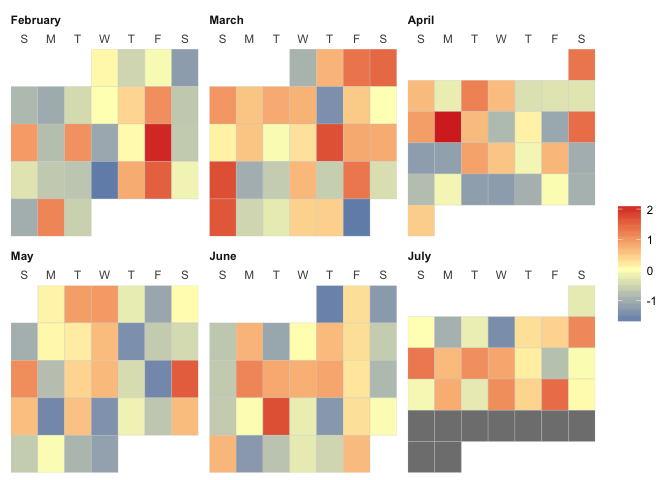 February
S M T W T F S
March
S M T W T F S
April
S M T W T F S
May
S M T W T F S
June
S M T W T F S
July
S M T W T F S
2
1
0
-1